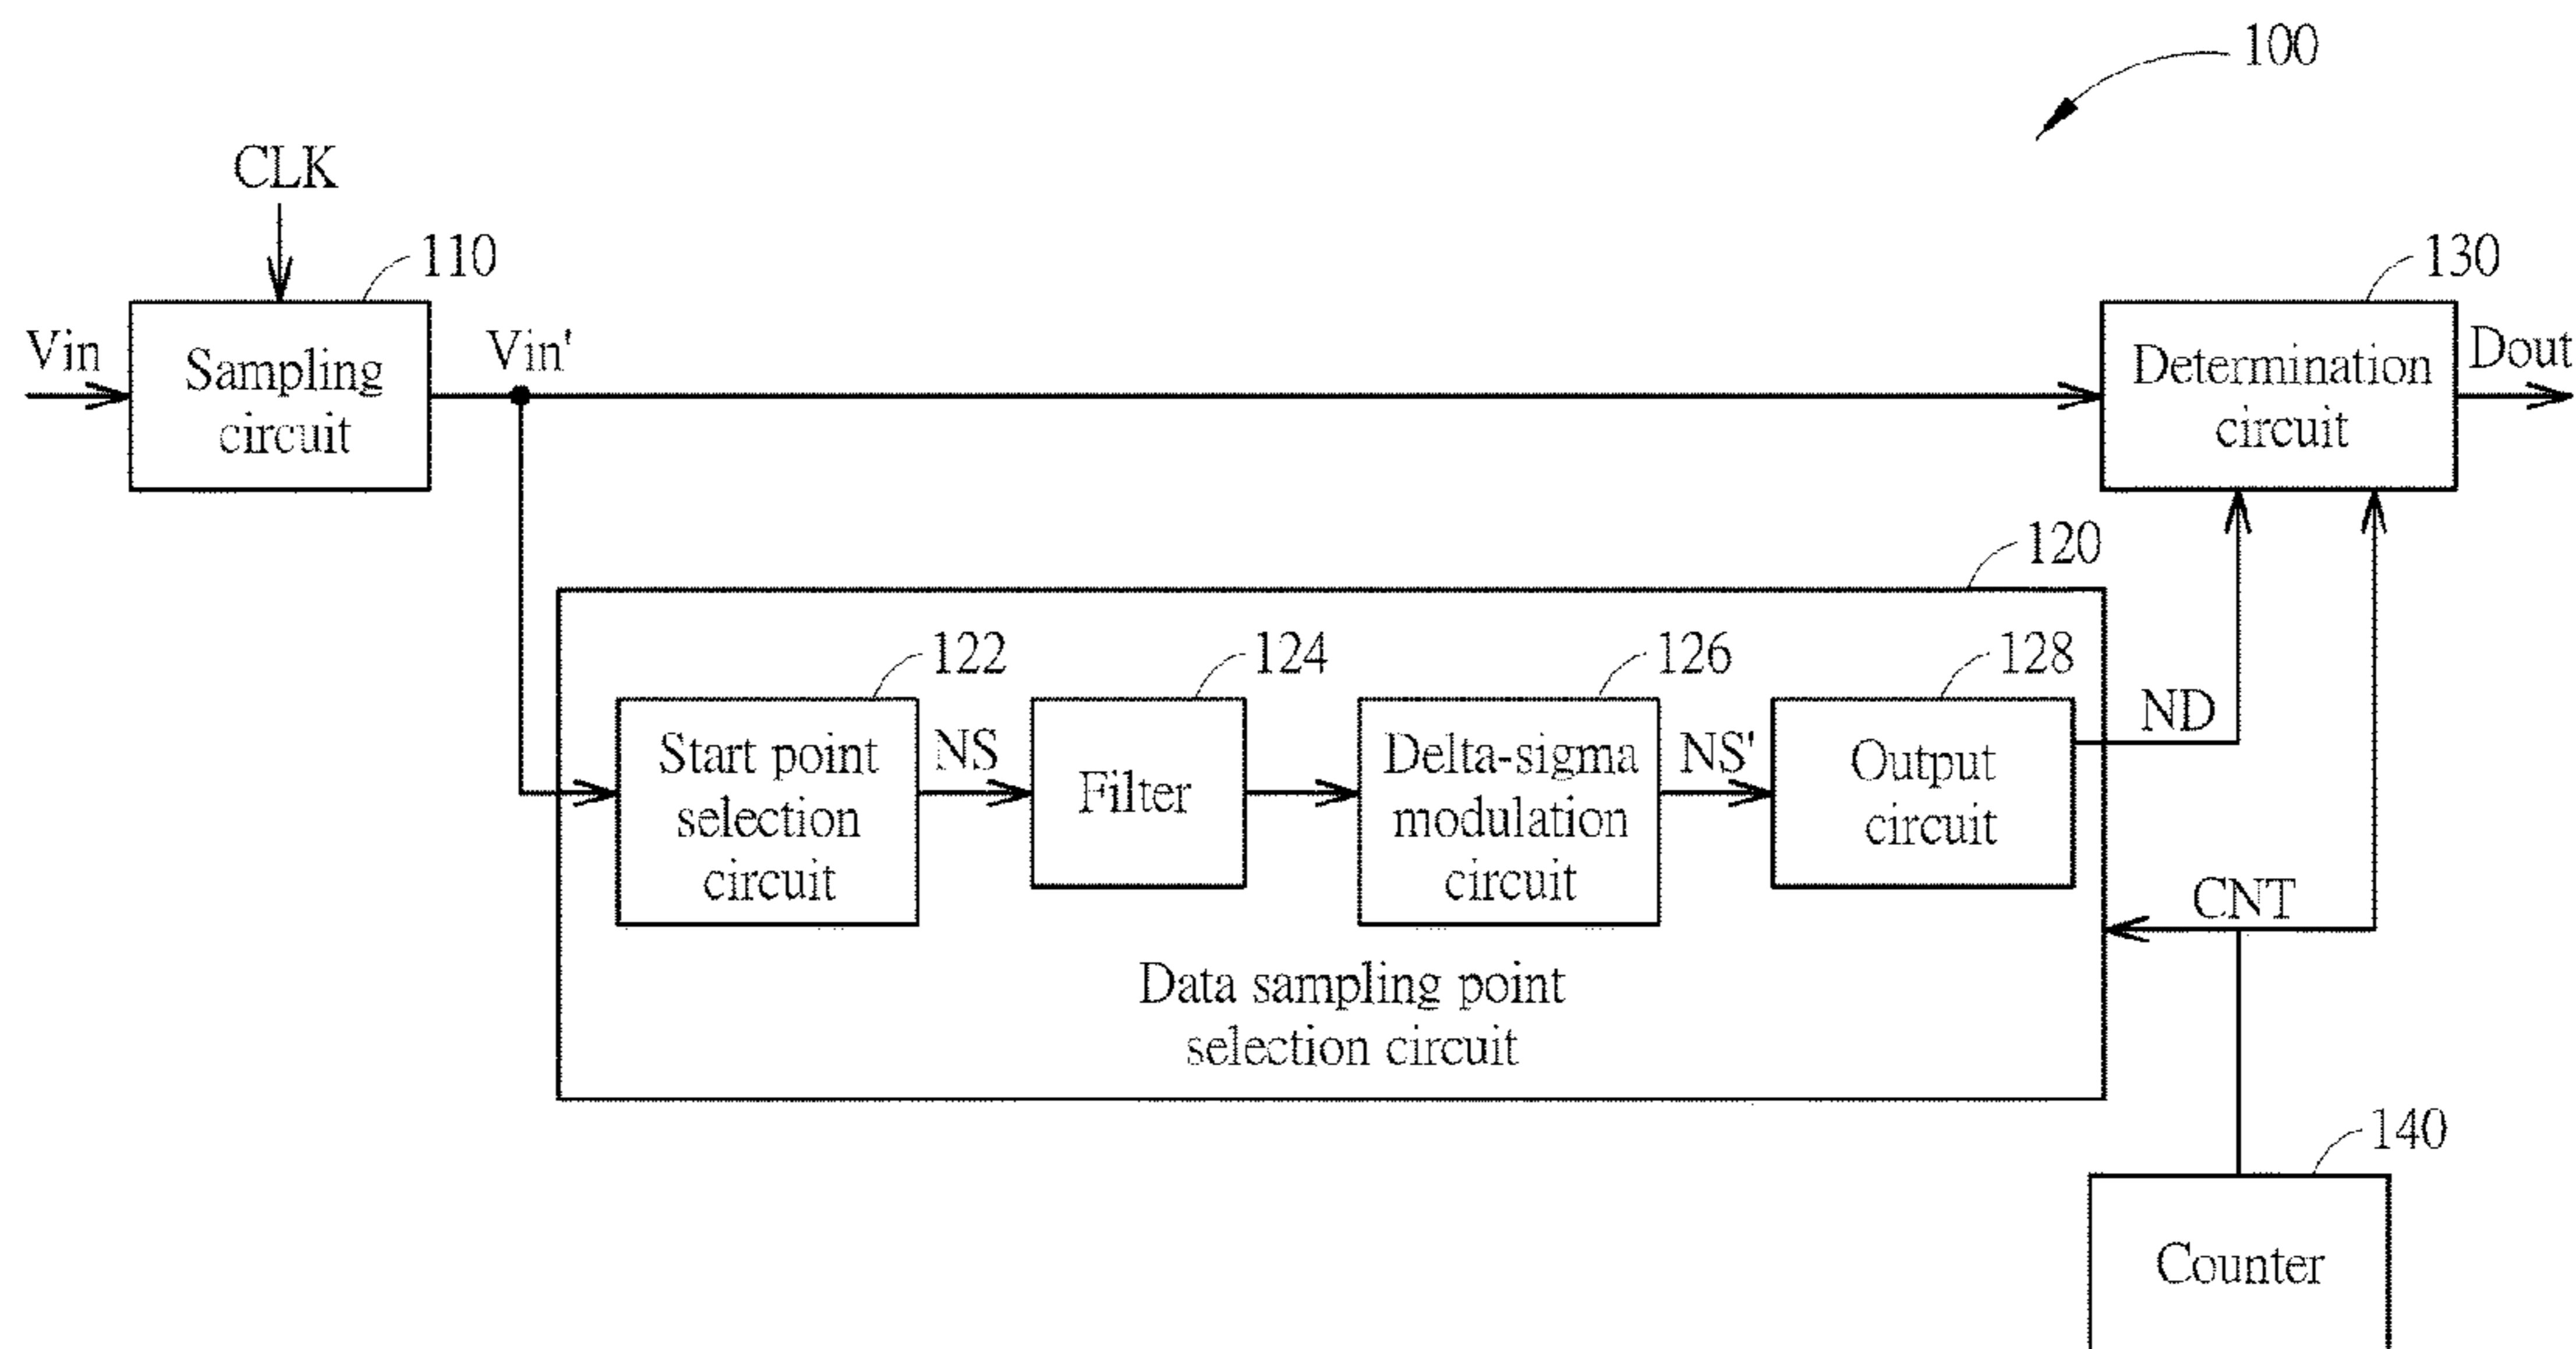 100
CLK
110
130
Vin
Sampling
circuit
Vin'
Determination
circuit
Dout
120
122
124
126
128
Start point
selection
circuit
NS
Filter
Delta-sigma
modulation
circuit
NS'
Output
circuit
ND
CNT
Data sampling point
selection circuit
140
Counter